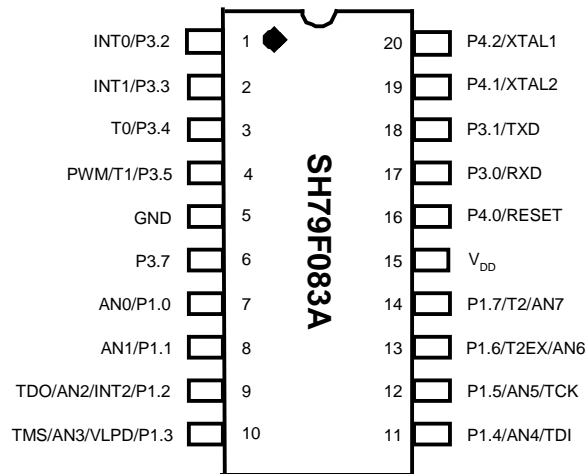 INT0/P3.2 1 20 P4.2/XTAL1
INT1/P3.3 2 19 P4.1/XTAL2
T0/P3.4 3 18 P3.1/TXD
PWM/T1/P3.5 4 17 P3.0/RXD
GND 5 16 P4.0/RESET
P3.7 6 15 VDD
AN0/P1.0 7 14 P1.7/T2/AN7
AN1/P1.1 8 13 P1.6/T2EX/AN6
TDO/AN2/INT2/P1.2 9 12 P1.5/AN5/TCK
TMS/AN3/VLPD/P1.3 10 11 P1.4/AN4/TDI
SH79F083A